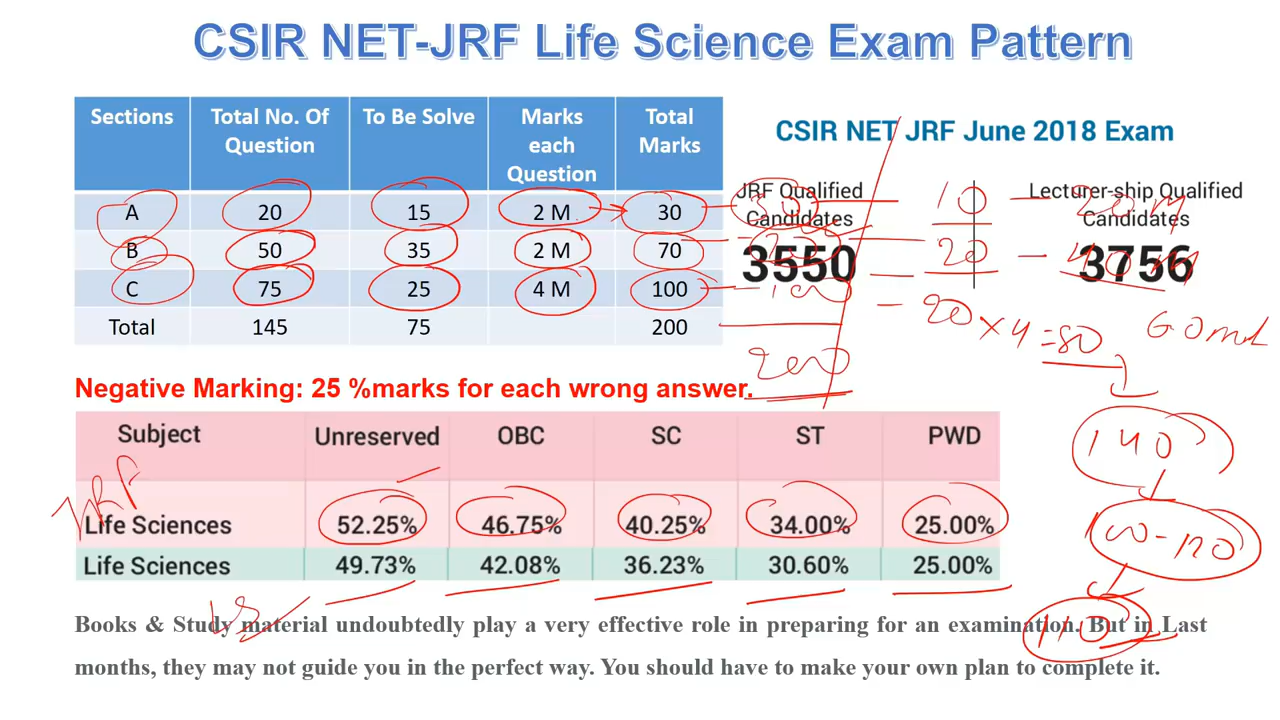 CSIR NET-JRF Life Science Exam Pattern
Sections Total No. Of Question To Be Solve Marks each Question Total Marks
A 20 15 2 M 30
B 50 35 2 M 70
C 75 25 4 M 100
Total 145 75 200
CSIR NET JRF June 2018 Exam
JRF Qualified Candidates
3550
Lecturer-ship Qualified Candidates
3756
10
20
20 x 4 = 80
200
140
100 - 120
110
Negative Marking: 25 %marks for each wrong answer.
Subject Unreserved OBC SC ST PWD
JRF
Life Sciences 52.25% 46.75% 40.25% 34.00% 25.00%
Life Sciences 49.73% 42.08% 36.23% 30.60% 25.00%
LS
Books & Study material undoubtedly play a very effective role in preparing for an examination. But in Last
months, they may not guide you in the perfect way. You should have to make your own plan to complete it.